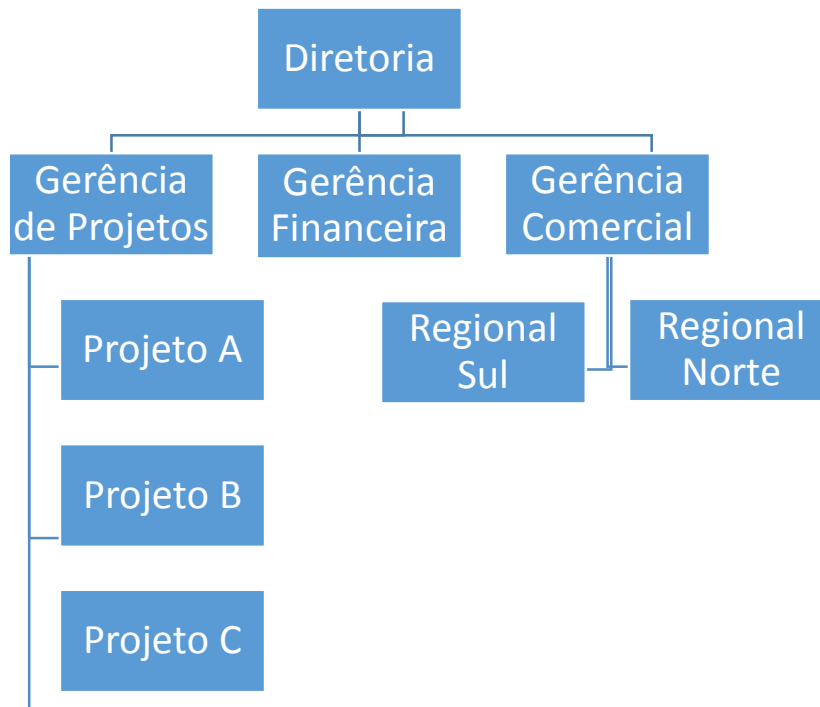 Diretoria
Gerência
de Projetos
Gerência
Financeira
Gerência
Comercial
Projeto A
Projeto B
Projeto C
Regional
Sul
Regional
Norte